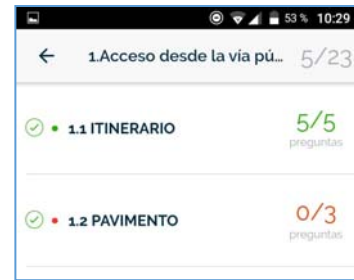 53 % 10:29
1.Acceso desde la vía pú... 5/23
1.1 ITINERARIO 5/5
preguntas
1.2 PAVIMENTO 0/3
preguntas